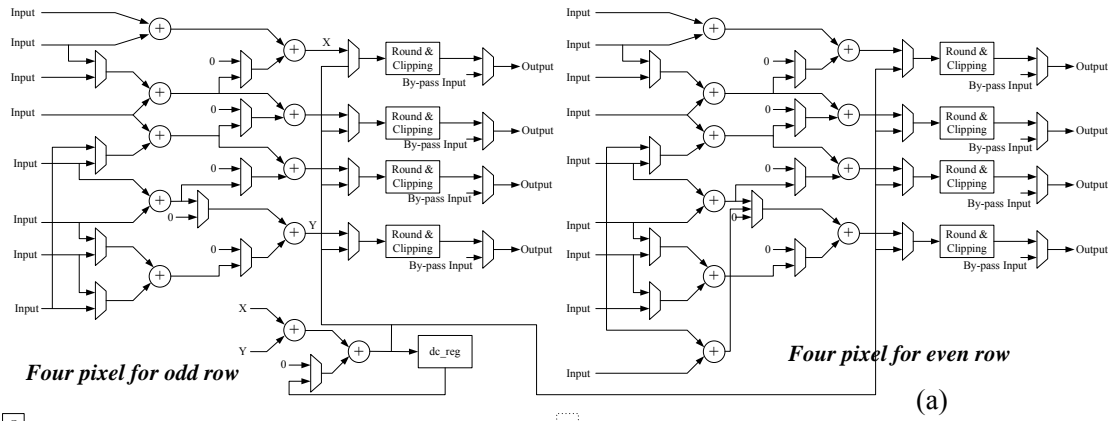 Input
Input
Input
Input
Input
Input
Input
Input
0
0
0
0
0
X
Y
Round &
Clipping
By-pass Input
Output
Round &
Clipping
By-pass Input
Output
Round &
Clipping
By-pass Input
Output
Round &
Clipping
By-pass Input
Output
X
Y
0
dc_reg
Four pixel for odd row
Input
Input
Input
Input
Input
Input
Input
Input
Input
0
0
0
0
0
Round &
Clipping
By-pass Input
Output
Round &
Clipping
By-pass Input
Output
Round &
Clipping
By-pass Input
Output
Round &
Clipping
By-pass Input
Output
Four pixel for even row
(a)